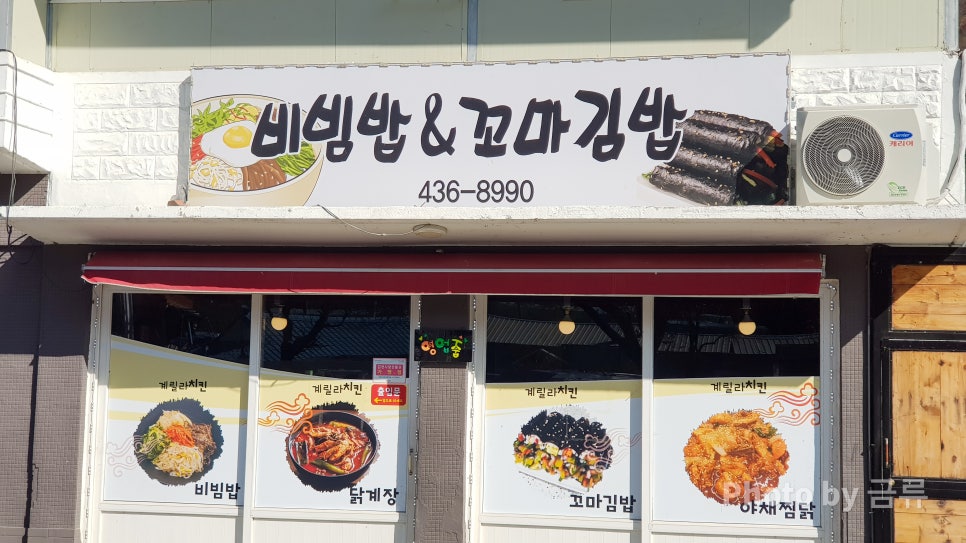 비빔밥 & 꼬마김밥
436-8990
Carrier
캐리어
영업중
출입문
계릴라치킨
비빔밥
계릴라치킨
닭계장
계릴라치킨
꼬마김밥
계릴라치킨
야채찜닭
Photo by 금류